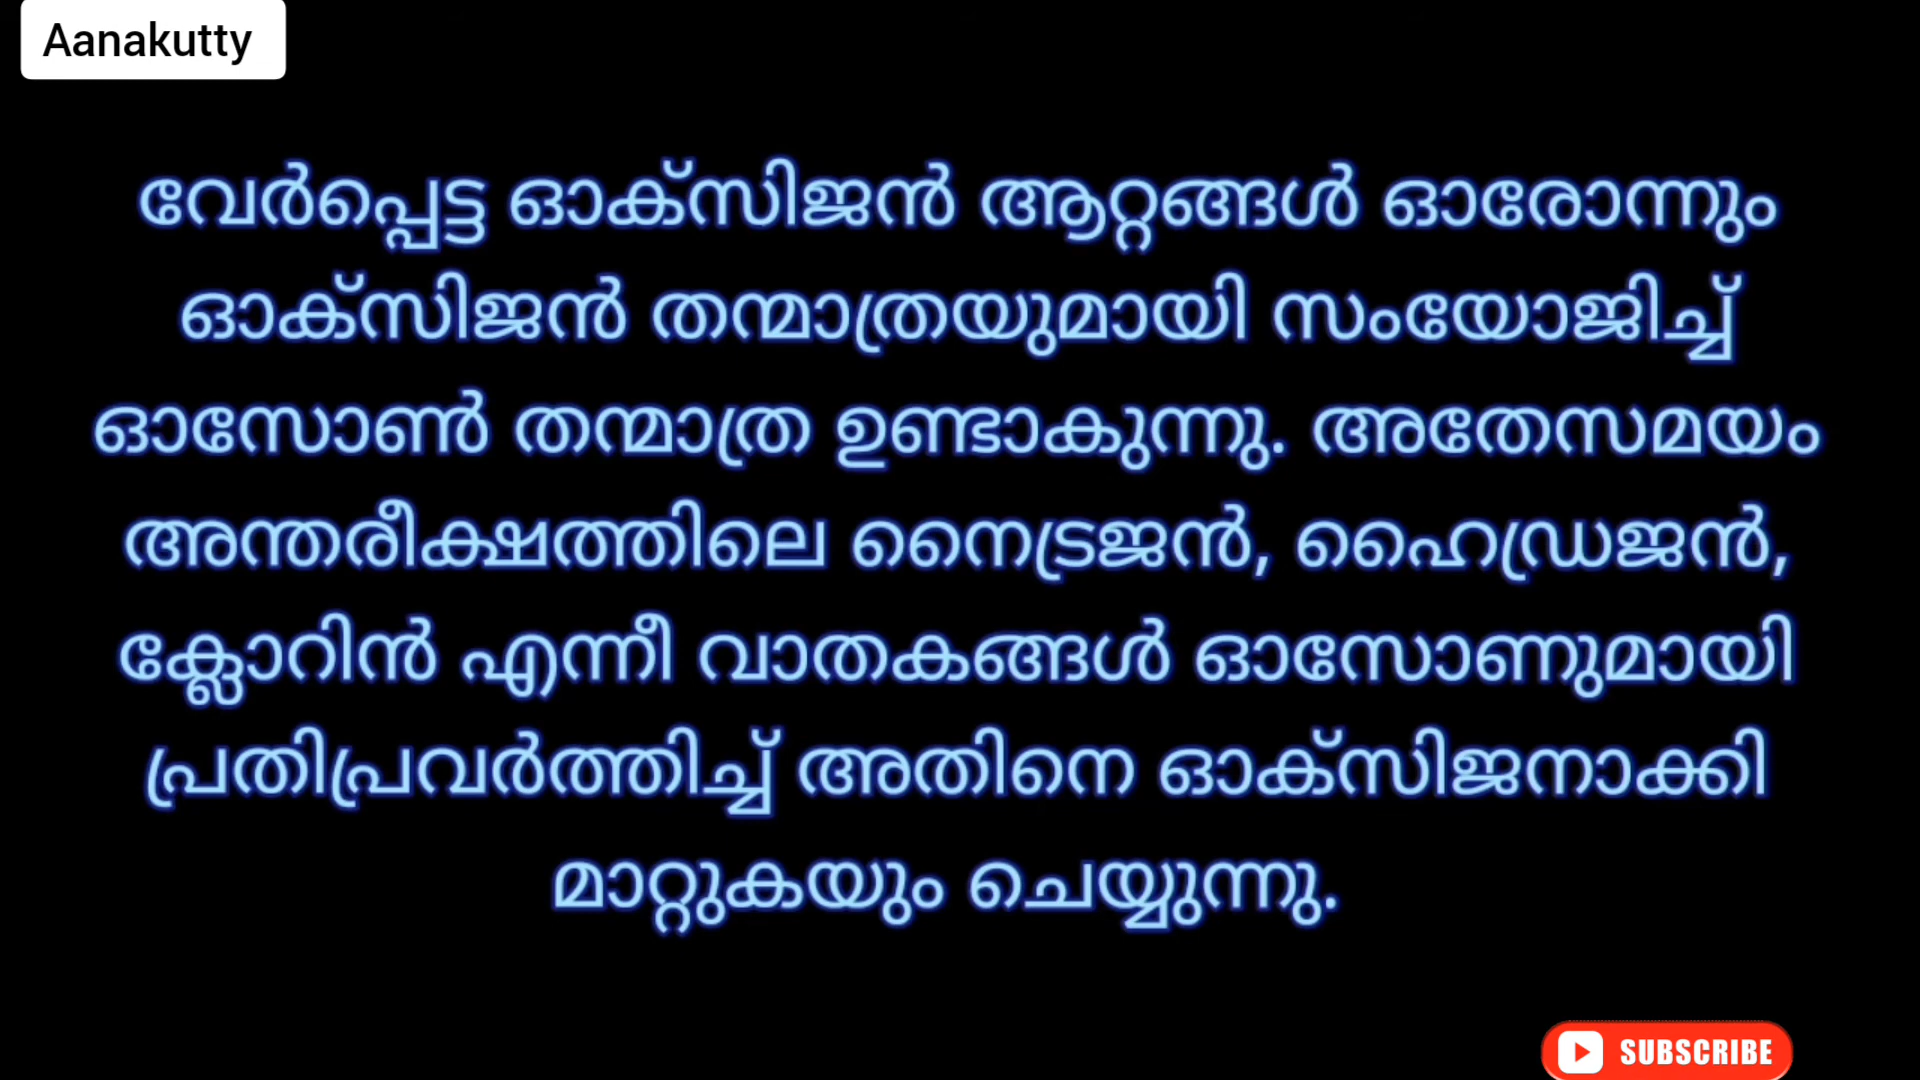 Aanakutty
വേർപ്പെട്ട ഓക്സിജൻ ആറ്റങ്ങൾ ഓരോന്നും
ഓക്സിജൻ തന്മാത്രയുമായി സംയോജിച്ച്
ഓസോൺ തന്മാത്ര ഉണ്ടാകുന്നു. അതേസമയം
അന്തരീക്ഷത്തിലെ നൈട്രജൻ, ഹൈഡ്രജൻ,
ക്ലോറിൻ എന്നീ വാതകങ്ങൾ ഓസോണുമായി
പ്രതിപ്രവർത്തിച്ച് അതിനെ ഓക്സിജനാക്കി
മാറ്റുകയും ചെയ്യുന്നു.
SUBSCRIBE